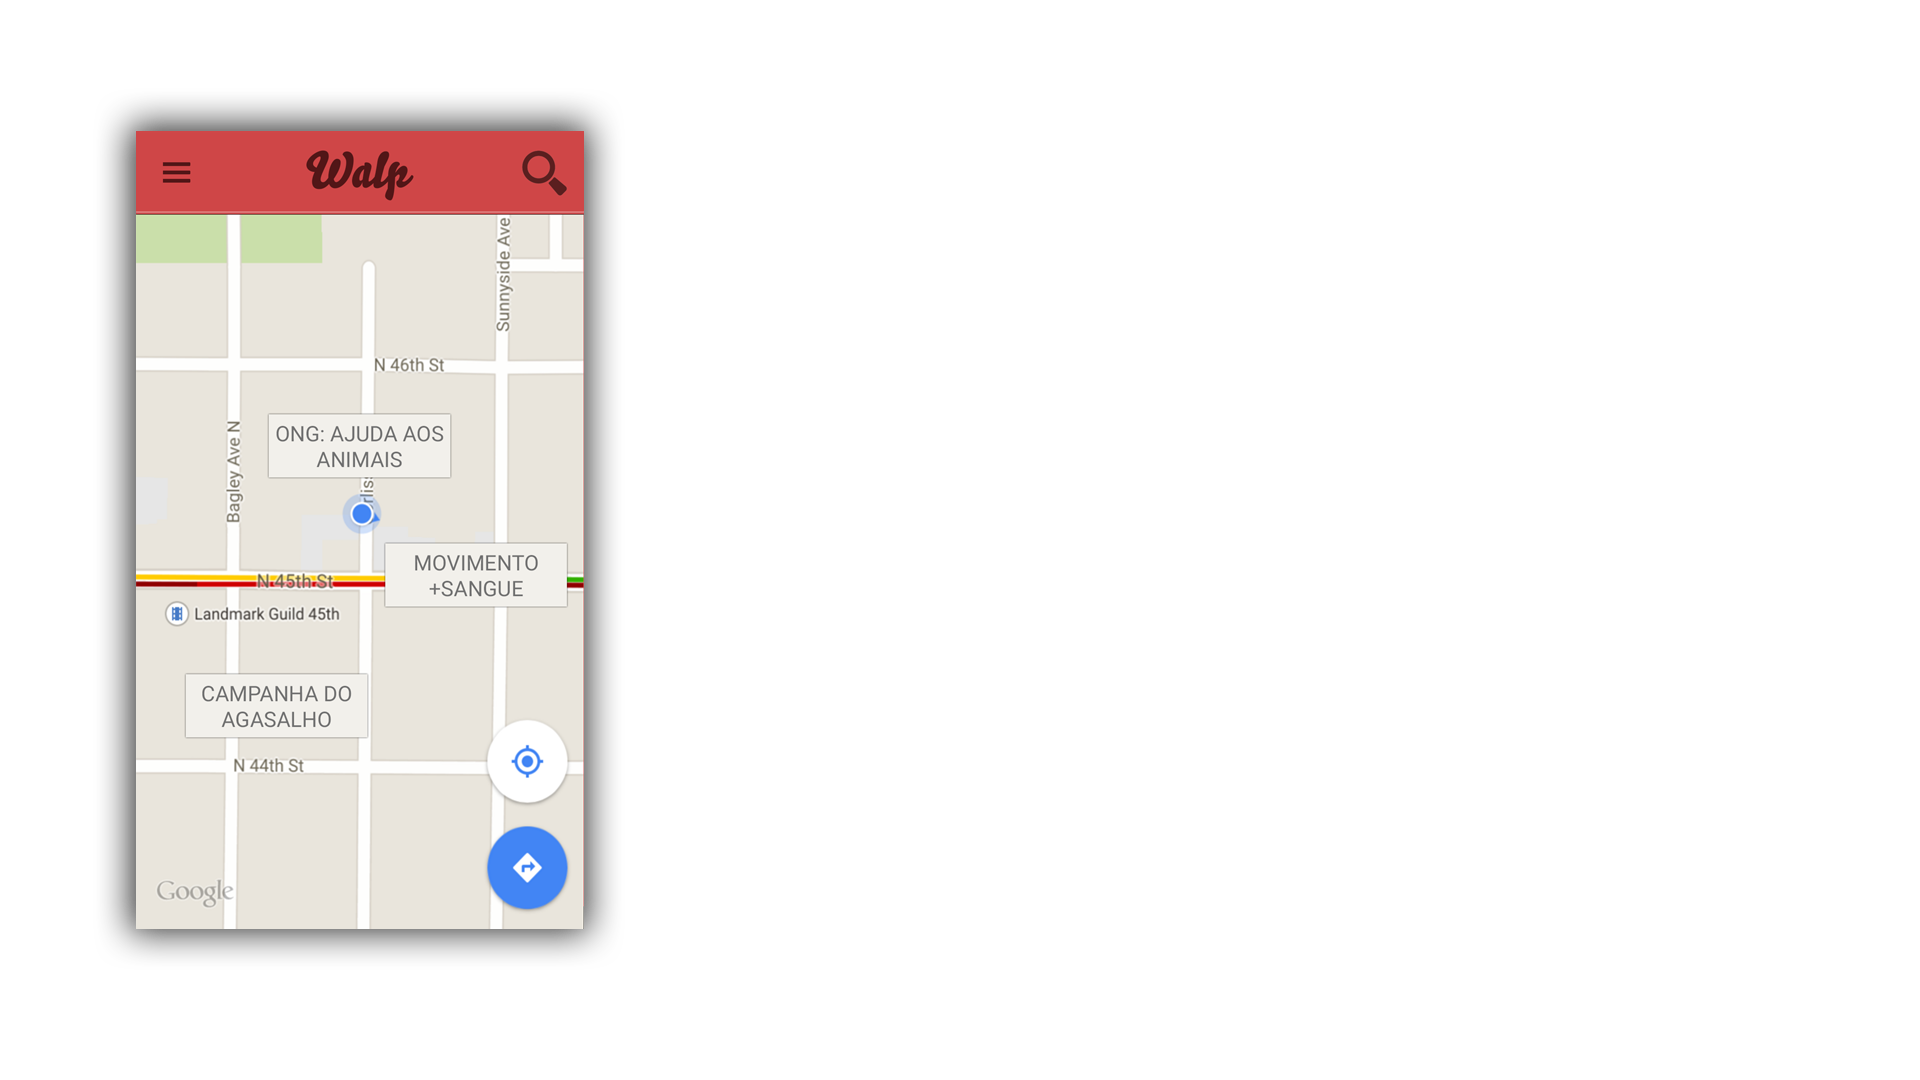 Walp
Sunnyside Ave
N 46th St
ONG: AJUDA AOS
ANIMAIS
Bagley Ave N
MOVIMENTO
+SANGUE
N 45th St
Landmark Guild 45th
CAMPANHA DO
AGASALHO
N 44th St
Google